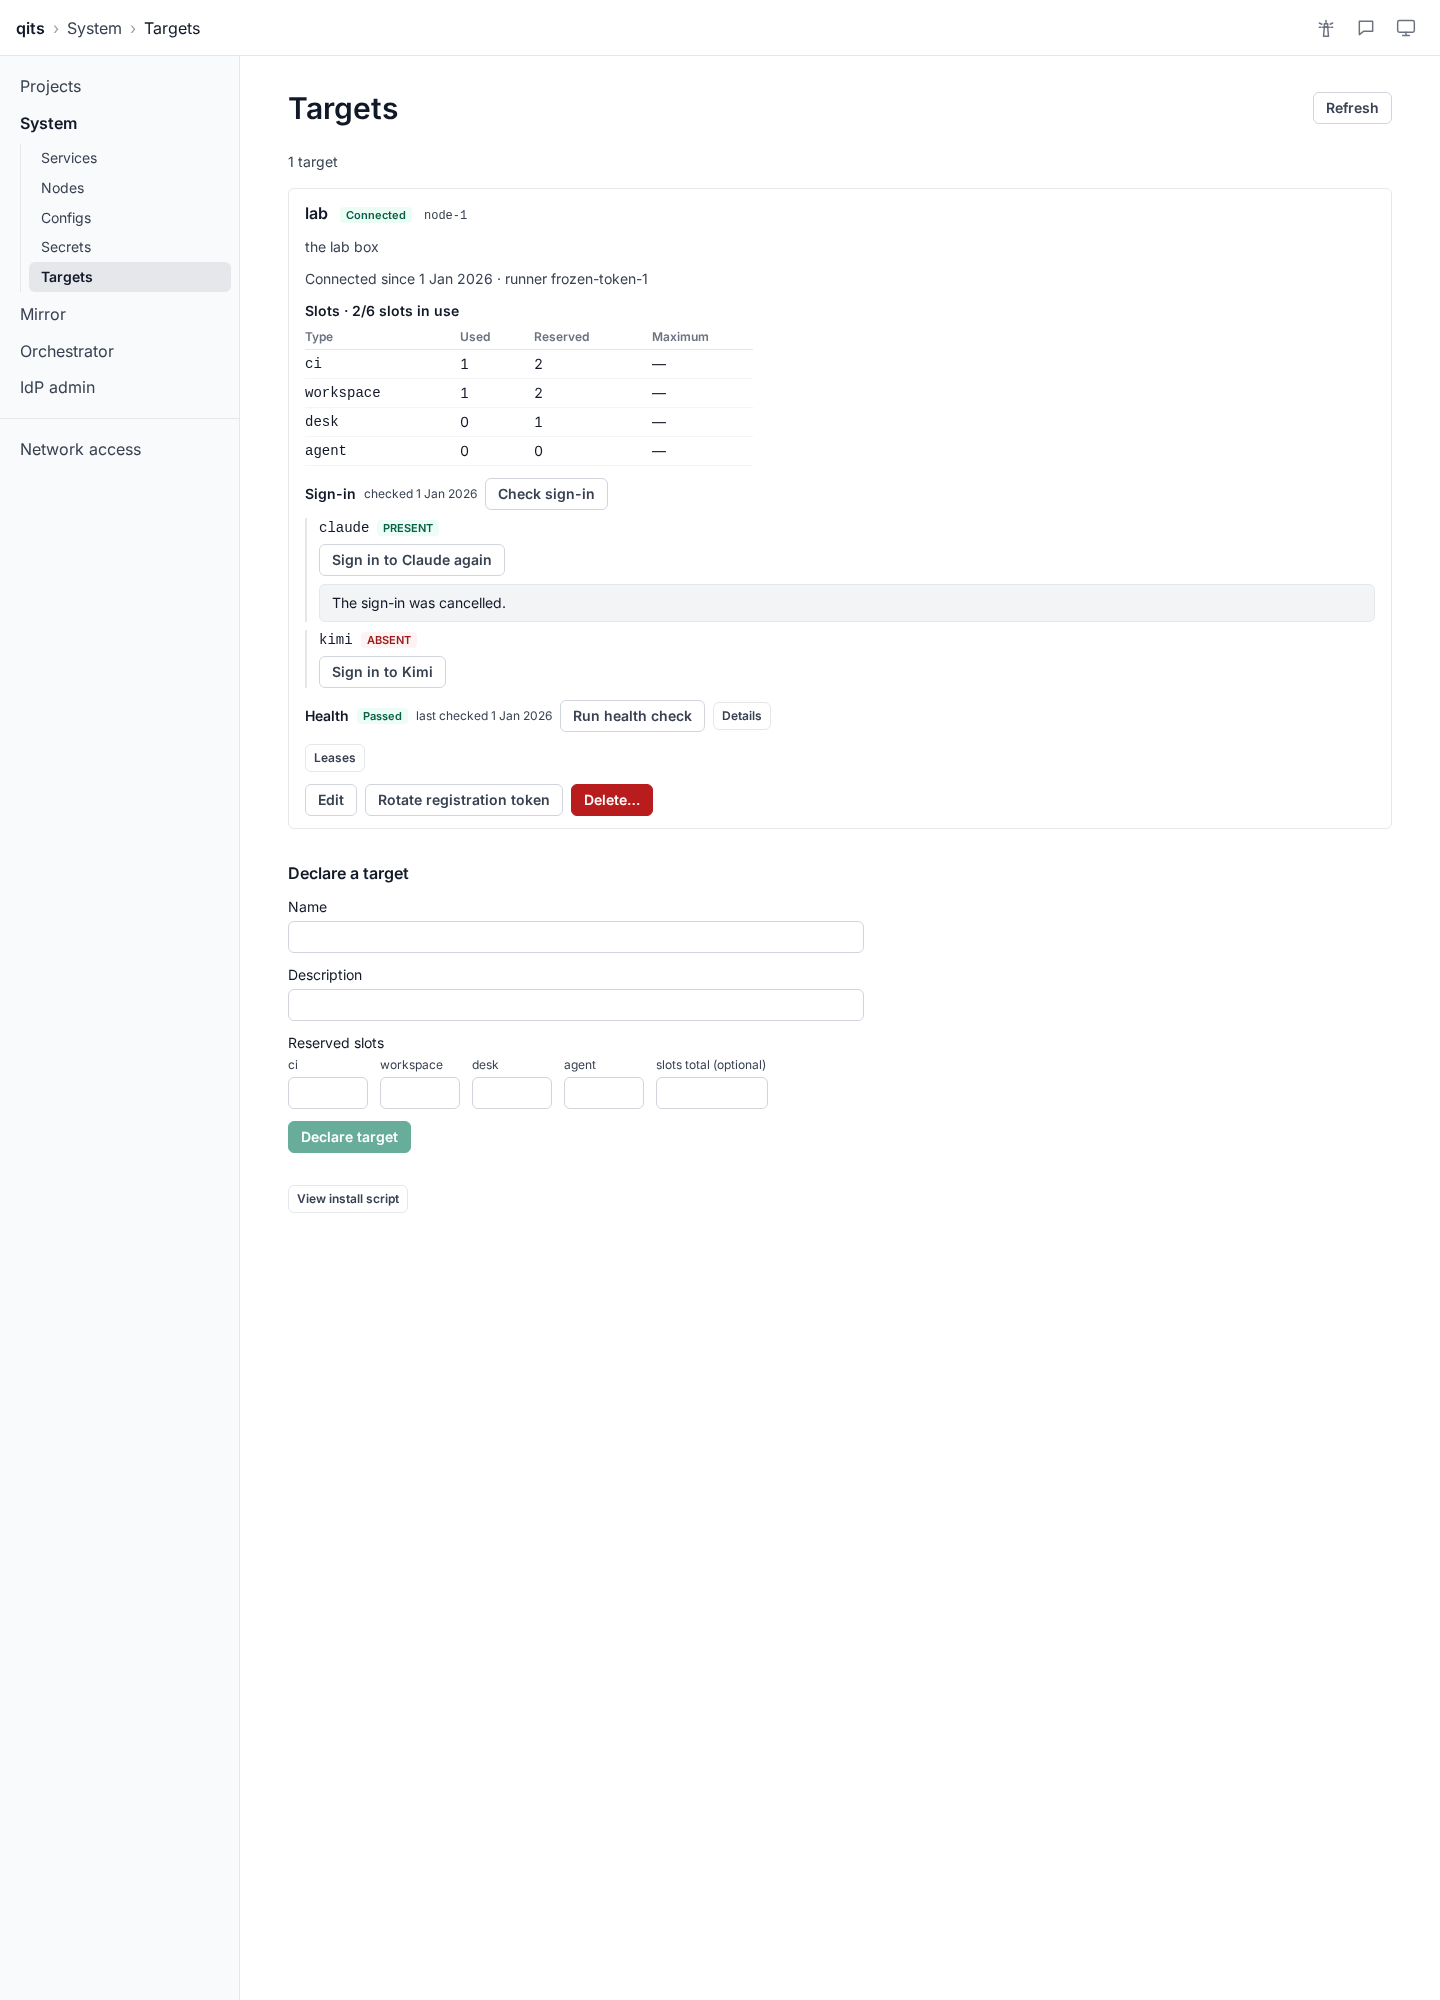 qits › System › Targets
Projects
System
Services
Nodes
Configs
Secrets
Targets
Mirror
Orchestrator
IdP admin
Network access
Targets
Refresh
1 target
lab Connected node-1
the lab box
Connected since 1 Jan 2026 · runner frozen-token-1
Slots · 2/6 slots in use
Type Used Reserved Maximum
ci 1 2 —
workspace 1 2 —
desk 0 1 —
agent 0 0 —
Sign-in checked 1 Jan 2026 Check sign-in
claude PRESENT
Sign in to Claude again
The sign-in was cancelled.
kimi ABSENT
Sign in to Kimi
Health Passed last checked 1 Jan 2026 Run health check Details
Leases
Edit Rotate registration token Delete…
Declare a target
Name
Description
Reserved slots
ci workspace desk agent slots total (optional)
Declare target
View install script